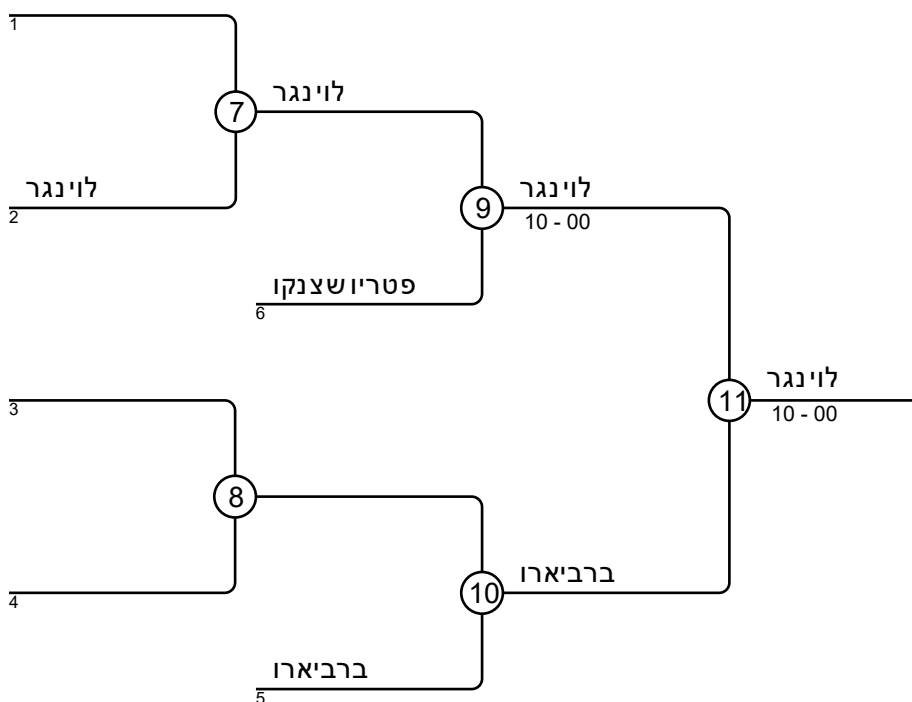 1
לוינגר
7
לוינגר
2
לוינגר
9
10 - 00
פטריושצנקו
6
3
לוינגר
11
10 - 00
8
ברביארו
10
4
ברביארו
5